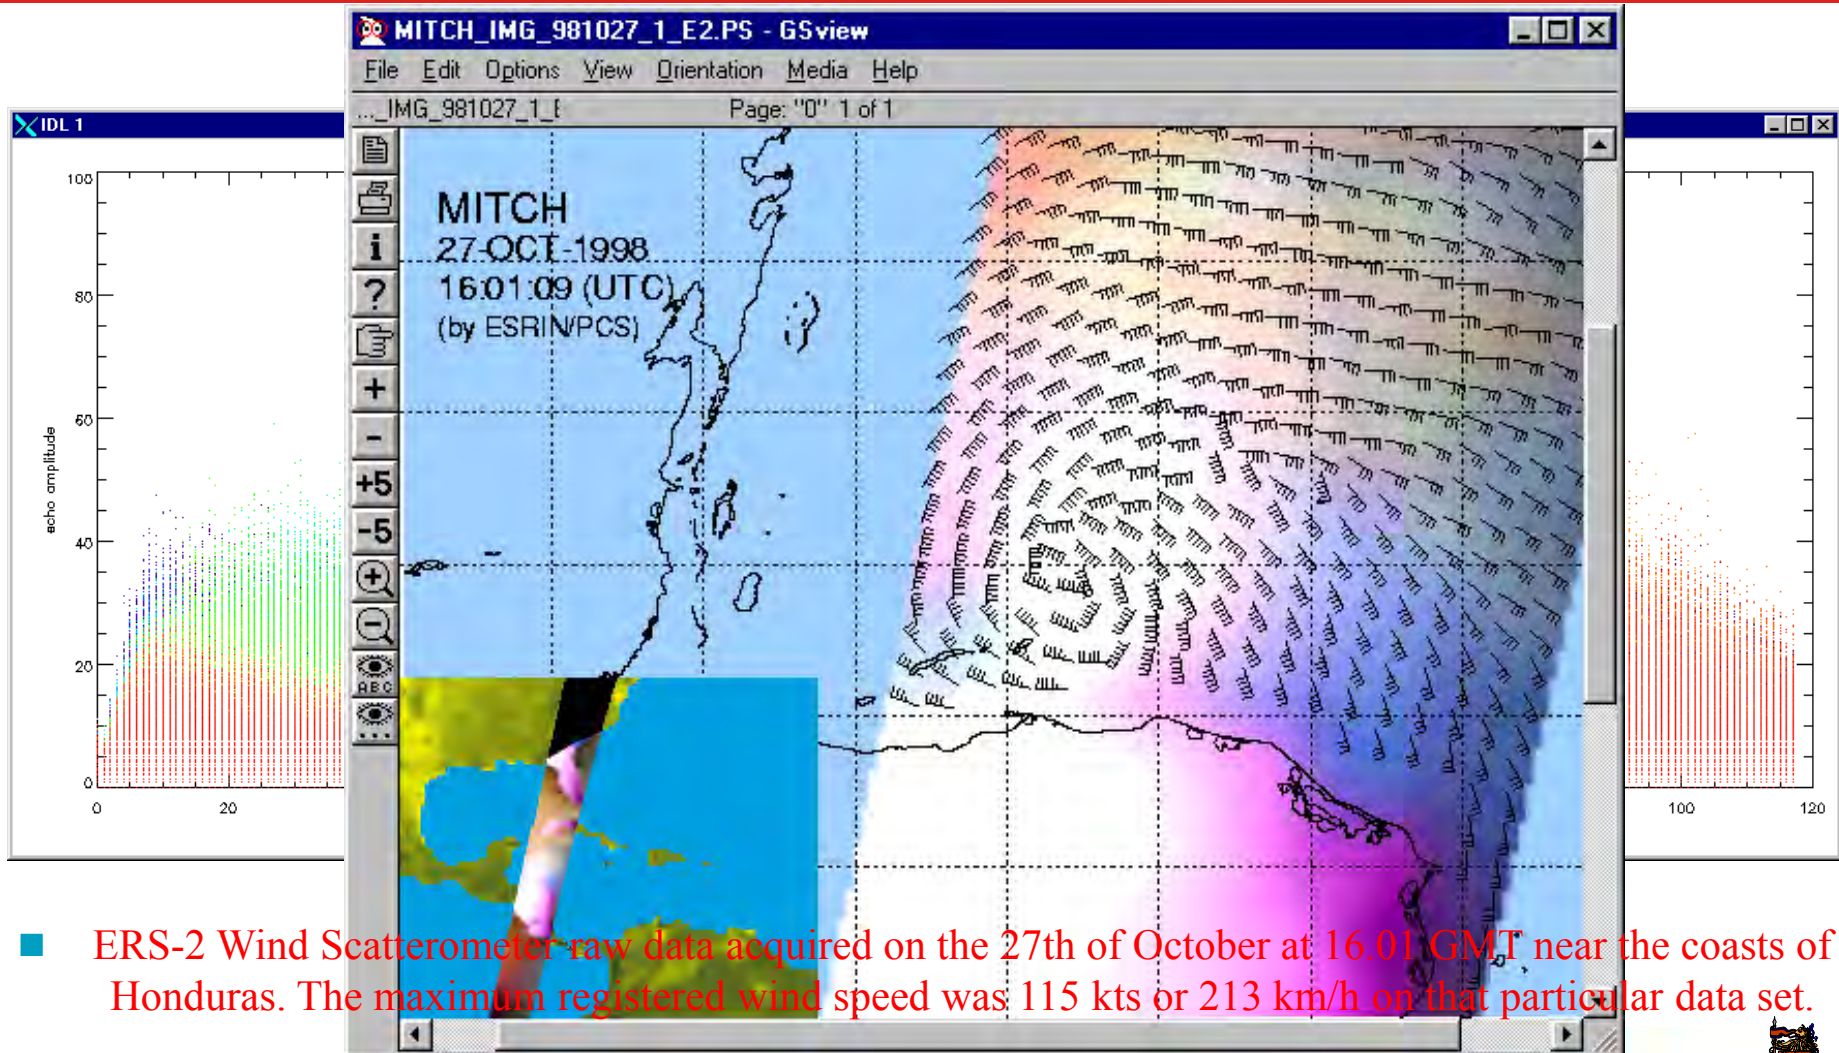 MITCH_IMG_981027_1_E2.PS - GSview
File Edit Options View Orientation Media Help
..._IMG_981027_1_E Page: "0" 1 of 1
IDL 1
MITCH
27-OCT-1998
16:01:09 (UTC)
(by ESRIN/PCS)
i
?
+
-
+5
-5
ABC
echo amplitude
100
80
60
40
20
0
0 20 100 120
ERS-2 Wind Scatterometer raw data acquired on the 27th of October at 16.01 GMT near the coasts of
Honduras. The maximum registered wind speed was 115 kts or 213 km/h on that particular data set.